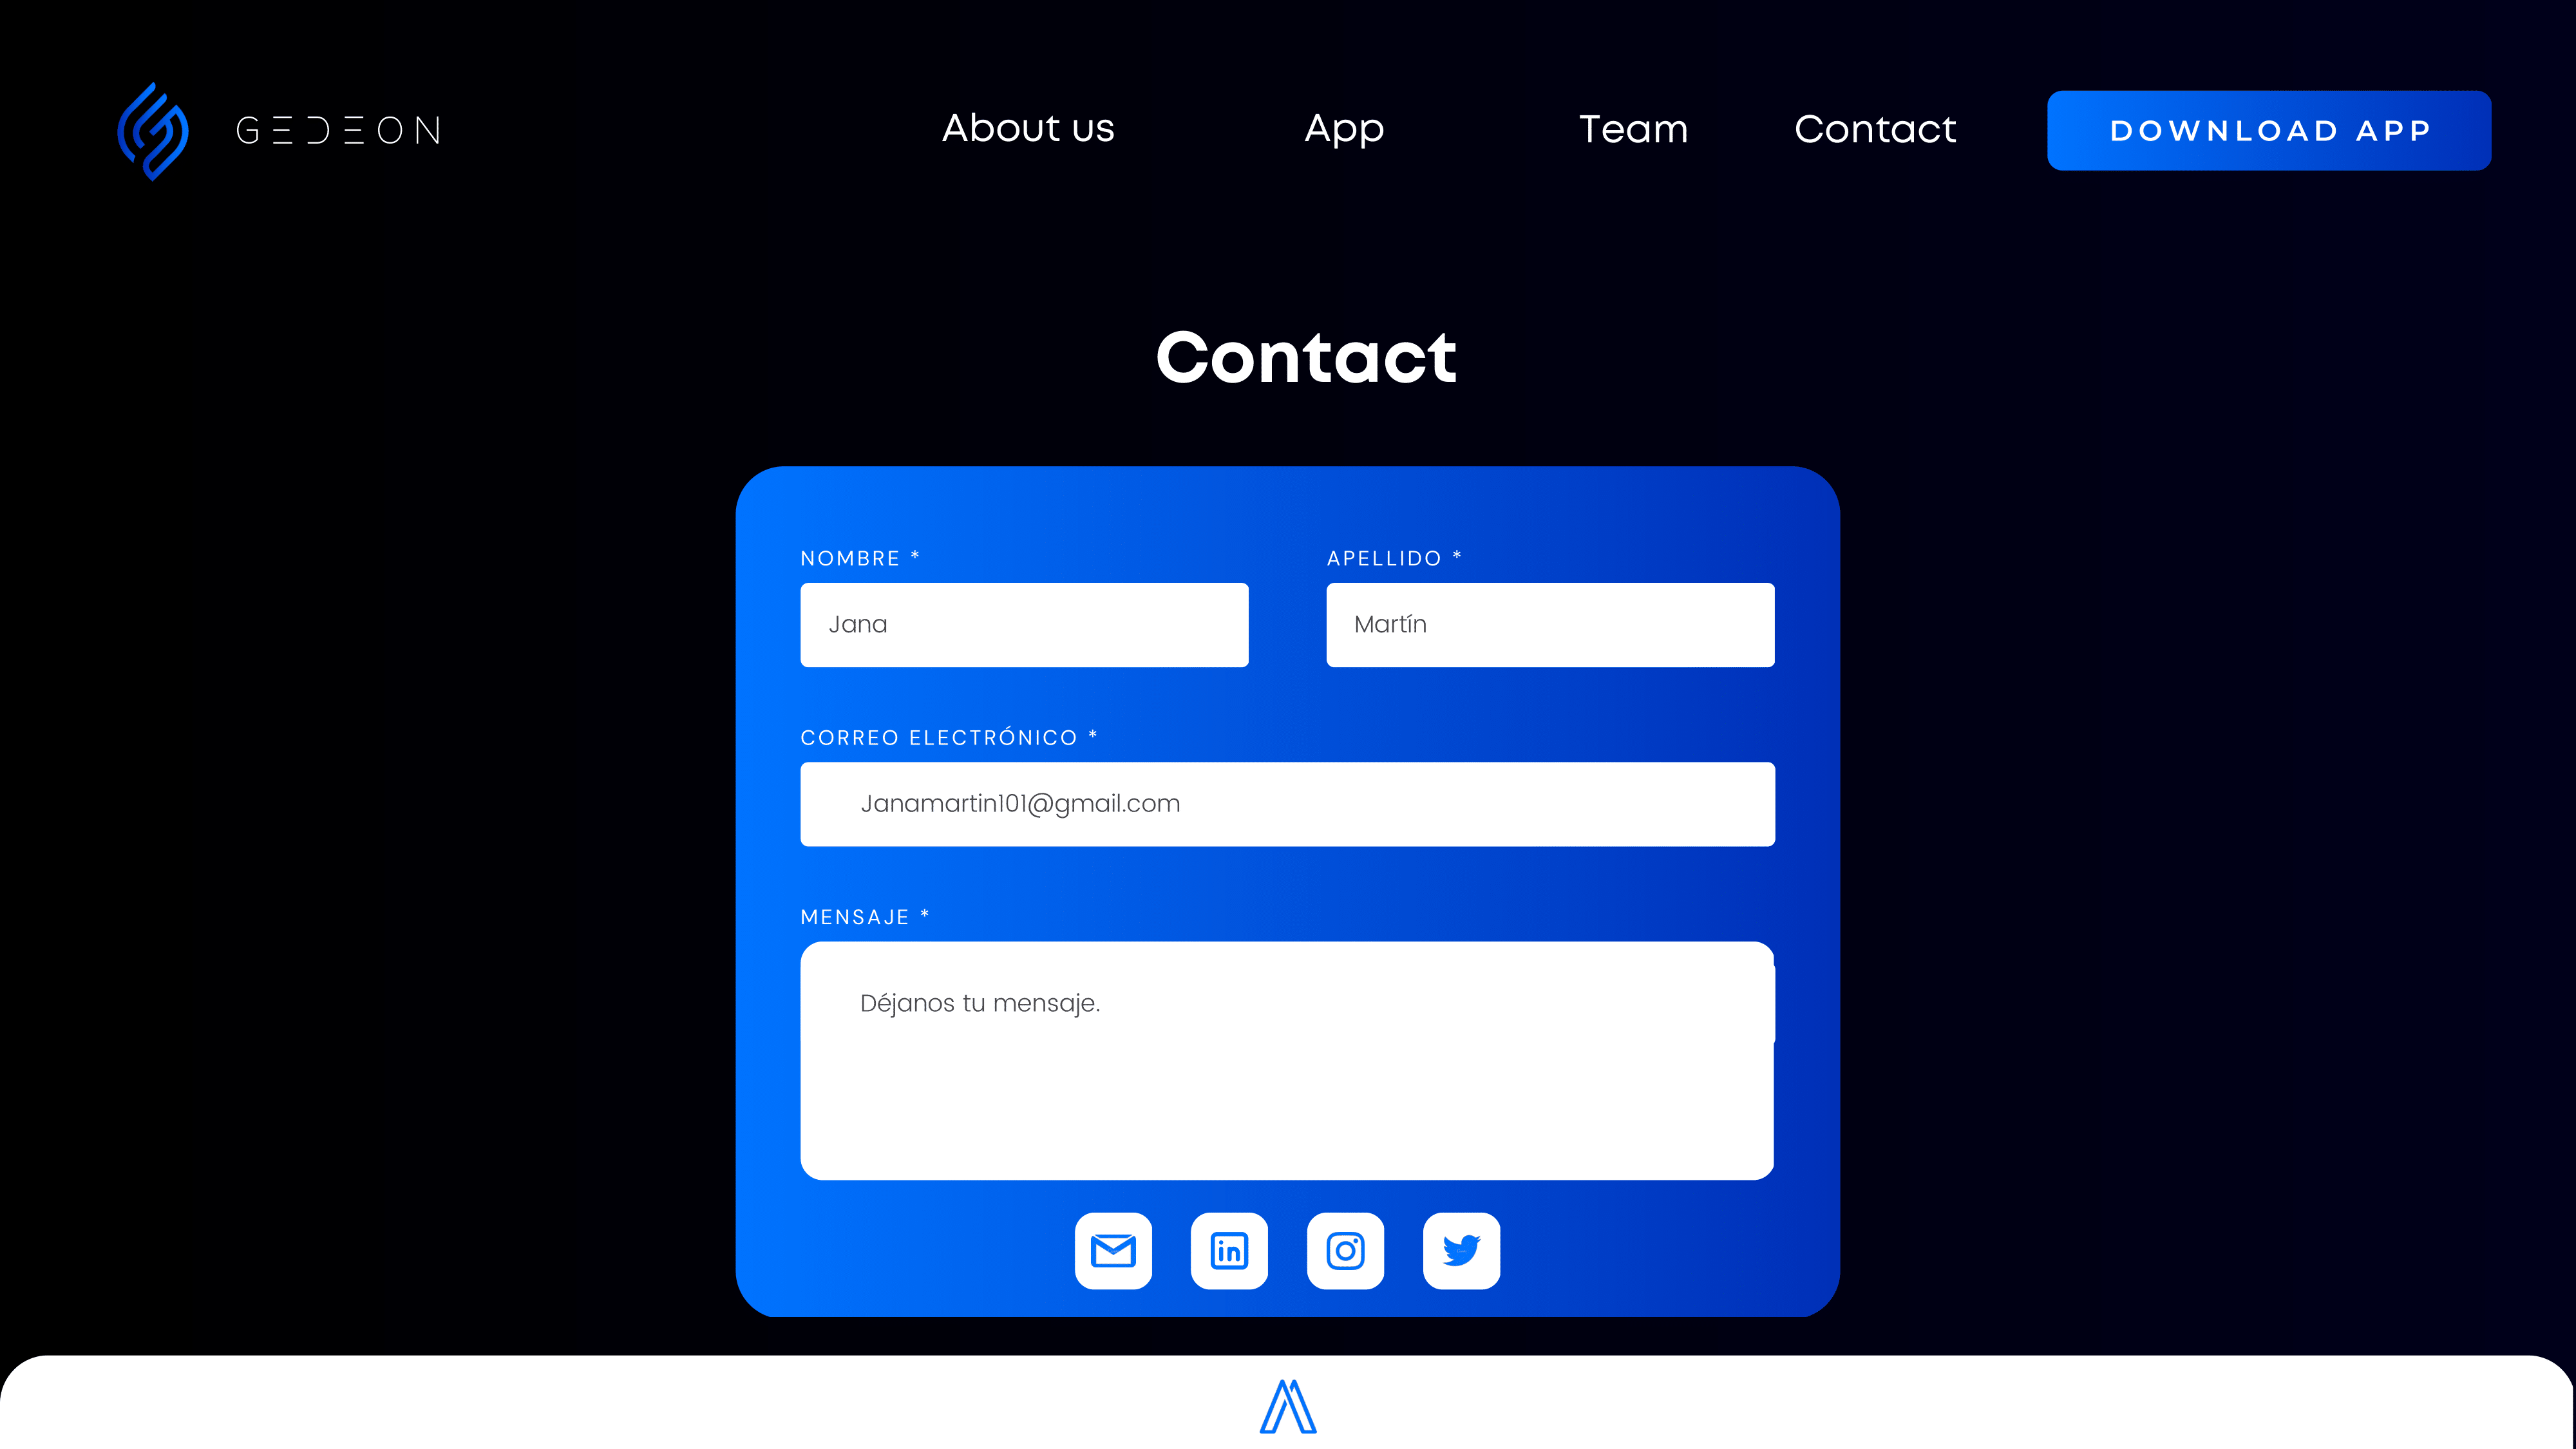 GEDEON
About us
App
Team
Contact
DOWNLOAD APP
Contact
NOMBRE *
APELLIDO *
Jana
Martín
CORREO ELECTRÓNICO *
Janamartin101@gmail.com
MENSAJE *
Déjanos tu mensaje.
in